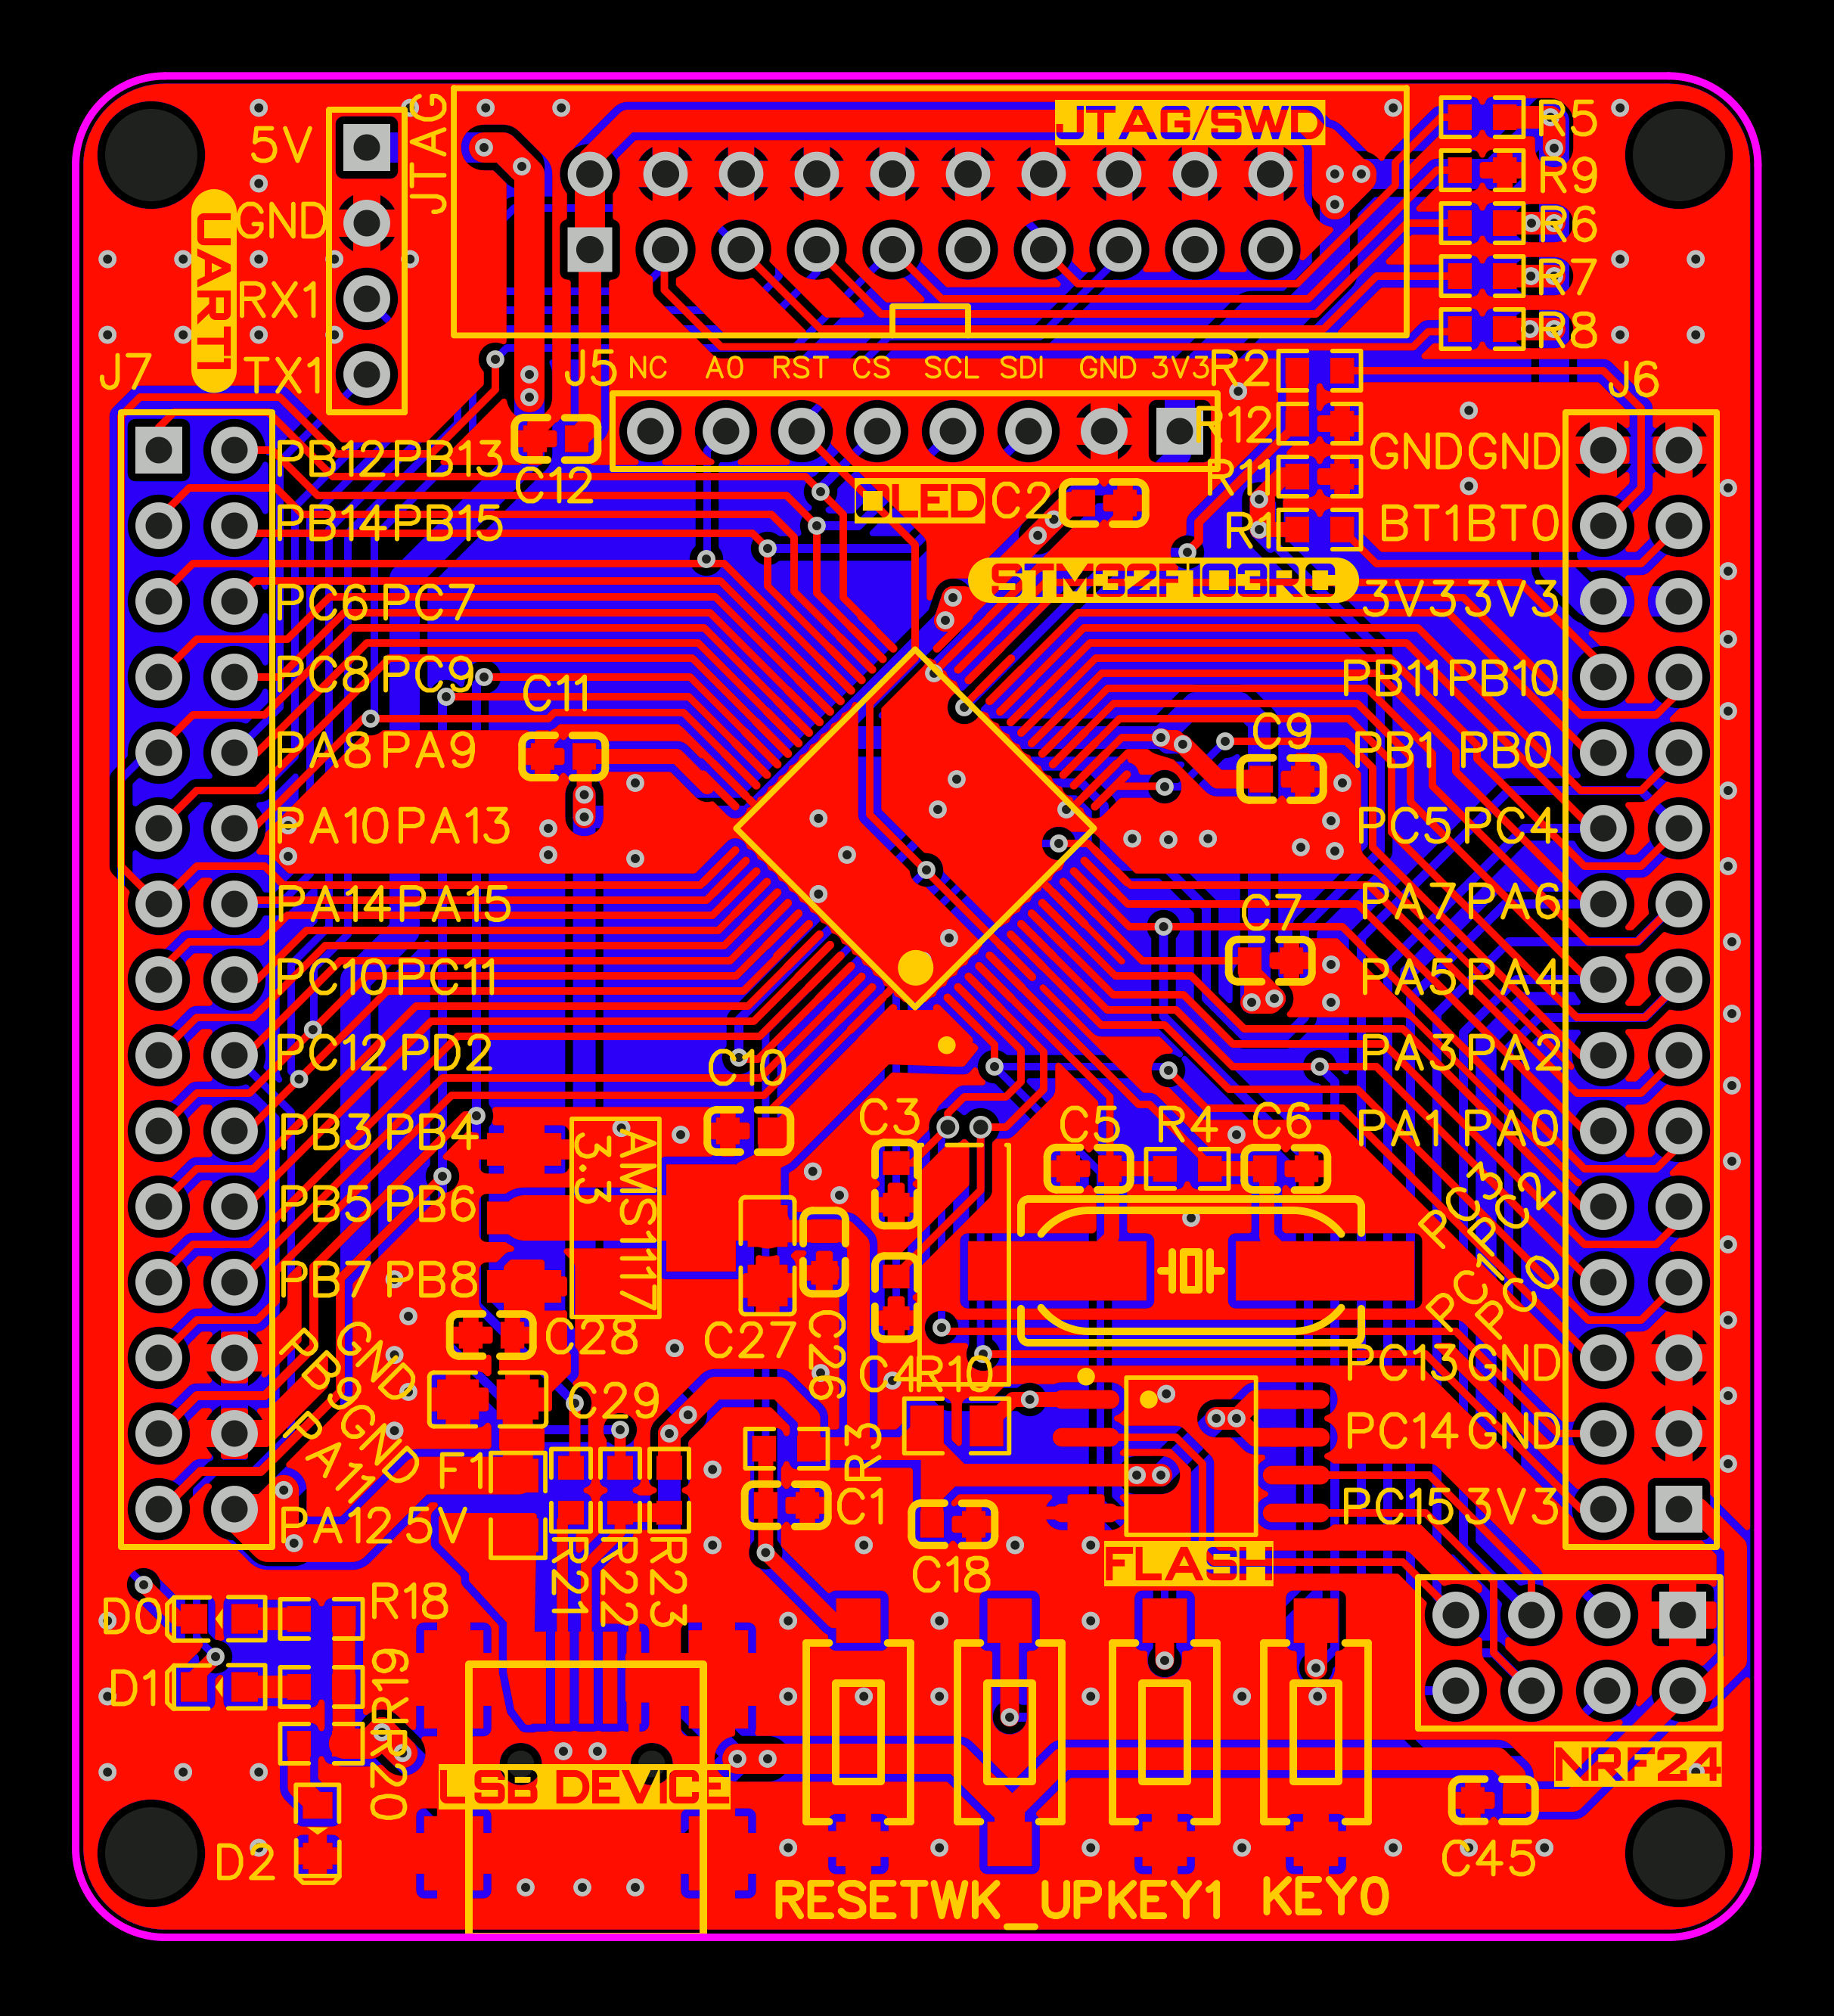 JTAG/SWD
JTAG
UART1
5V
GND
RX1
TX1
R5
R9
R6
R7
R8
J7
J5
NC A0 RST CS SCL SDI GND 3V3
R2
J6
R12
R11
R1
C12
C2
STM32F103RC
PB12 PB13
PB14 PB15
PC6 PC7
PC8 PC9
PA8 PA9
PA10 PA13
PA14 PA15
PC10 PC11
PC12 PD2
PB3 PB4
PB5 PB6
PB7 PB8
PB9 GND
PA11 GND
PA12 5V
GND GND
BT1 BT0
3V3 3V3
PB11 PB10
PB1 PB0
PC5 PC4
PA7 PA6
PA5 PA4
PA3 PA2
PA1 PA0
PC3 PC2
PC1 PC0
PC13 GND
PC14 GND
PC15 3V3
C11
C9
C7
C10
C3
C5
R4
C6
AMS1117
3.3
C28
C27
C26
C4
R10
C29
F1
R3
C1
C18
R21
R22
R23
FLASH
D0
R18
D1
R19
R20
D2
NRF24
C45
RESET WK_UP KEY1 KEY0